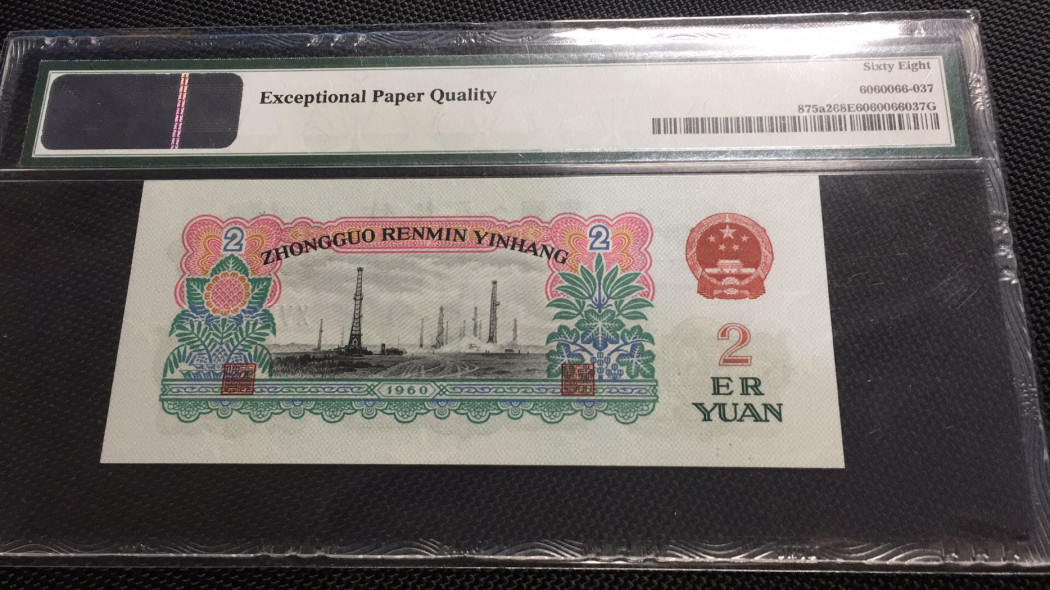 Exceptional Paper Quality
Sixty Eight
6060066-037
875a268E6060066037G
2
2
ZHONGGUO RENMIN YINHANG
1960
2
ER
YUAN